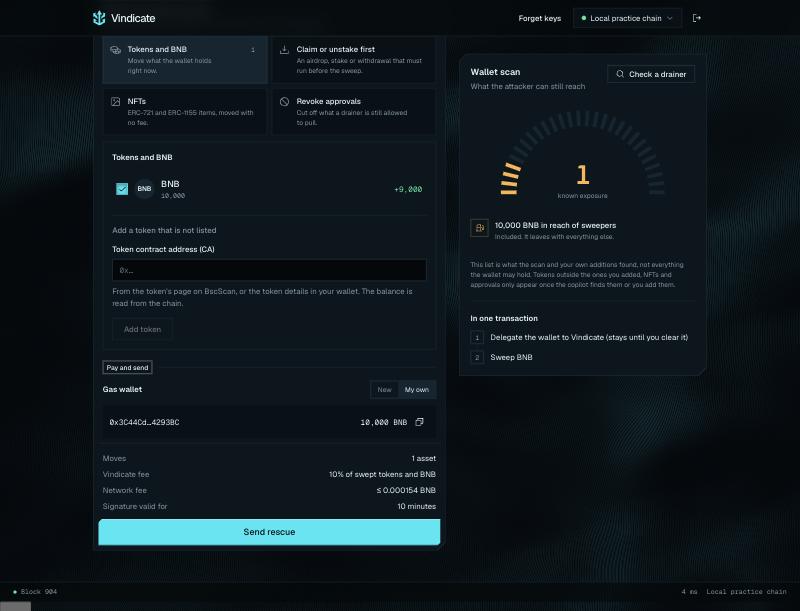 Vindicate
Forget keys
Local practice chain
Tokens and BNB
1
Move what the wallet holds
right now.
Claim or unstake first
An airdrop, stake or withdrawal that must
run before the sweep.
NFTs
ERC-721 and ERC-1155 items, moved with
no fee.
Revoke approvals
Cut off what a drainer is still allowed
to pull.
Tokens and BNB
BNB
BNB
10,000
+9,000
Add a token that is not listed
Token contract address (CA)
0x…
From the token's page on BscScan, or the token details in your wallet. The balance is
read from the chain.
Add token
Pay and send
Gas wallet
New
My own
0x3C44Cd…4293BC
10,000 BNB
Moves
1 asset
Vindicate fee
10% of swept tokens and BNB
Network fee
≤ 0.000154 BNB
Signature valid for
10 minutes
Send rescue
Wallet scan
What the attacker can still reach
Check a drainer
1
known exposure
10,000 BNB in reach of sweepers
Included. It leaves with everything else.
This list is what the scan and your own additions found, not everything
the wallet may hold. Tokens outside the ones you added, NFTs and
approvals only appear once the copilot finds them or you add them.
In one transaction
1
Delegate the wallet to Vindicate (stays until you clear it)
2
Sweep BNB
Block 904
4 ms
Local practice chain